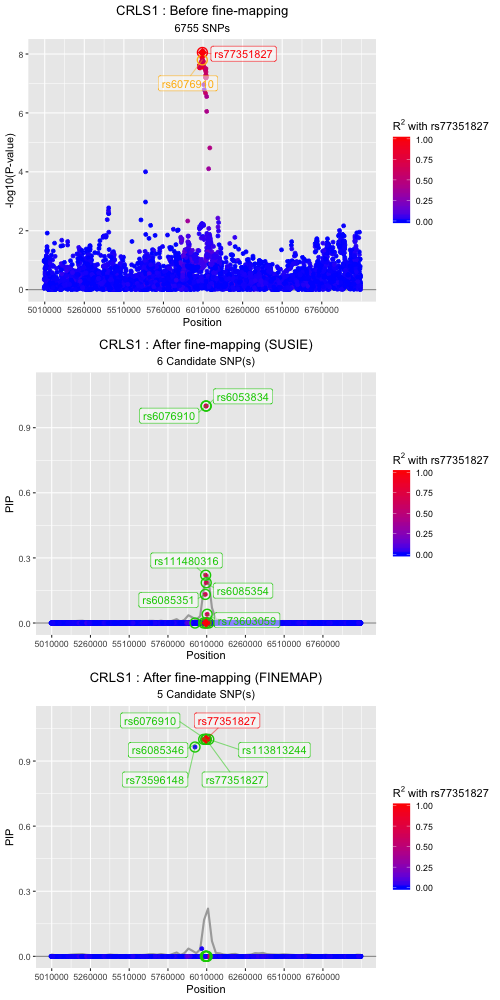 CRLS1 : Before fine-mapping
6755 SNPs
8
6
4
2
0
-log10(P-value)
rs77351827
rs6076910
5010000 5260000 5510000 5760000 6010000 6260000 6510000 6760000
Position
R2 with rs77351827
1.00
0.75
0.50
0.25
0.00
CRLS1 : After fine-mapping (SUSIE)
6 Candidate SNP(s)
0.9
0.6
0.3
0.0
PIP
rs6053834
rs6076910
rs111480316
rs6085354
rs6085351
rs73603059
5010000 5260000 5510000 5760000 6010000 6260000 6510000 6760000
Position
R2 with rs77351827
1.00
0.75
0.50
0.25
0.00
CRLS1 : After fine-mapping (FINEMAP)
5 Candidate SNP(s)
0.9
0.6
0.3
0.0
PIP
rs6076910
rs77351827
rs6085346
rs113813244
rs73596148
rs77351827
5010000 5260000 5510000 5760000 6010000 6260000 6510000 6760000
Position
R2 with rs77351827
1.00
0.75
0.50
0.25
0.00